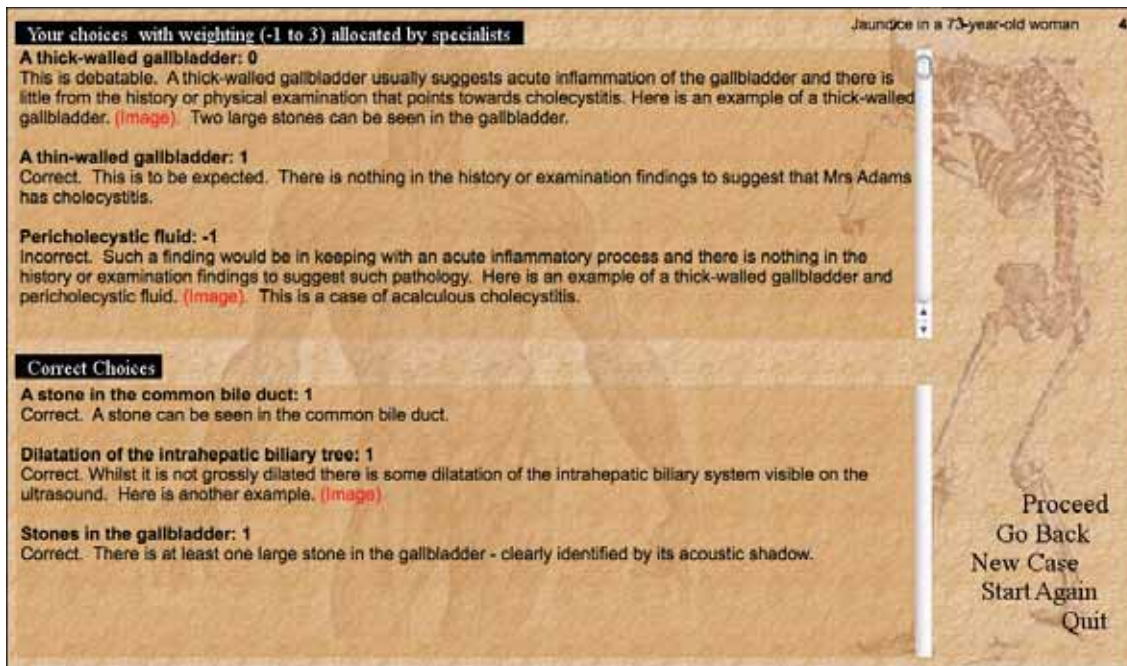 Your choices with weighting (-1 to 3) allocated by specialists
Jaundice in a 73-year-old woman 4
A thick-walled gallbladder: 0
This is debatable. A thick-walled gallbladder usually suggests acute inflammation of the gallbladder and there is
little from the history or physical examination that points towards cholecystitis. Here is an example of a thick-walled
gallbladder. (Image). Two large stones can be seen in the gallbladder.
A thin-walled gallbladder: 1
Correct. This is to be expected. There is nothing in the history or examination findings to suggest that Mrs Adams
has cholecystitis.
Pericholecystic fluid: -1
Incorrect. Such a finding would be in keeping with an acute inflammatory process and there is nothing in the
history or examination findings to suggest such pathology. Here is an example of a thick-walled gallbladder and
pericholecystic fluid. (Image). This is a case of acalculous cholecystitis.
Correct Choices
A stone in the common bile duct: 1
Correct. A stone can be seen in the common bile duct.
Dilatation of the intrahepatic biliary tree: 1
Correct. Whilst it is not grossly dilated there is some dilatation of the intrahepatic biliary system visible on the
ultrasound. Here is another example. (Image)
Stones in the gallbladder: 1
Correct. There is at least one large stone in the gallbladder - clearly identified by its acoustic shadow.
Proceed
Go Back
New Case
Start Again
Quit